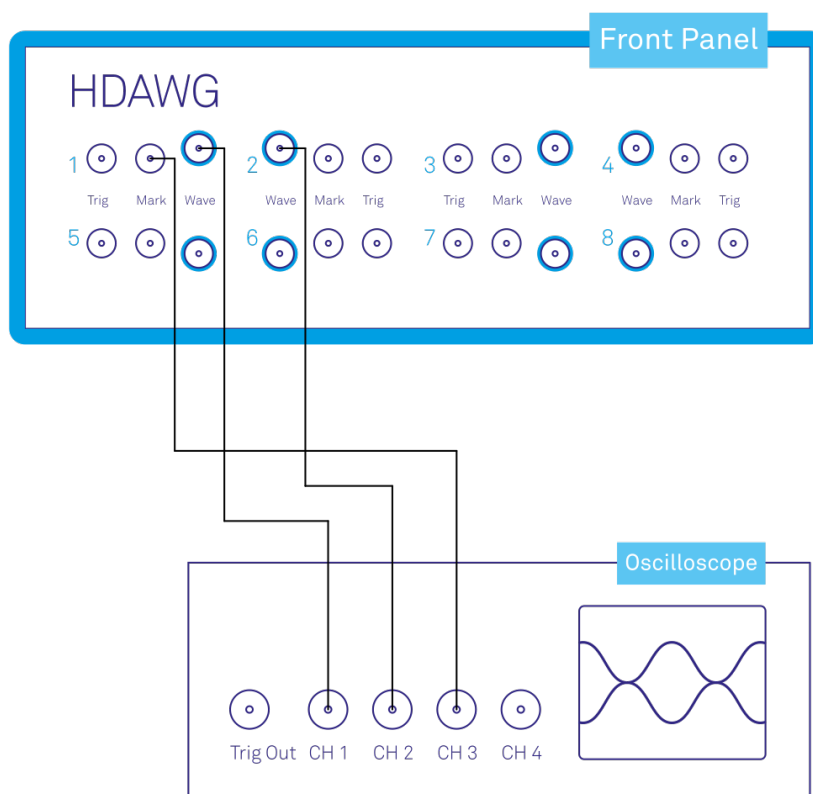 Front Panel
HDAWG
1 2 3 4
Trig Mark Wave Wave Mark Trig Trig Mark Wave Wave Mark Trig
5 6 7 8
Oscilloscope
Trig Out CH 1 CH 2 CH 3 CH 4